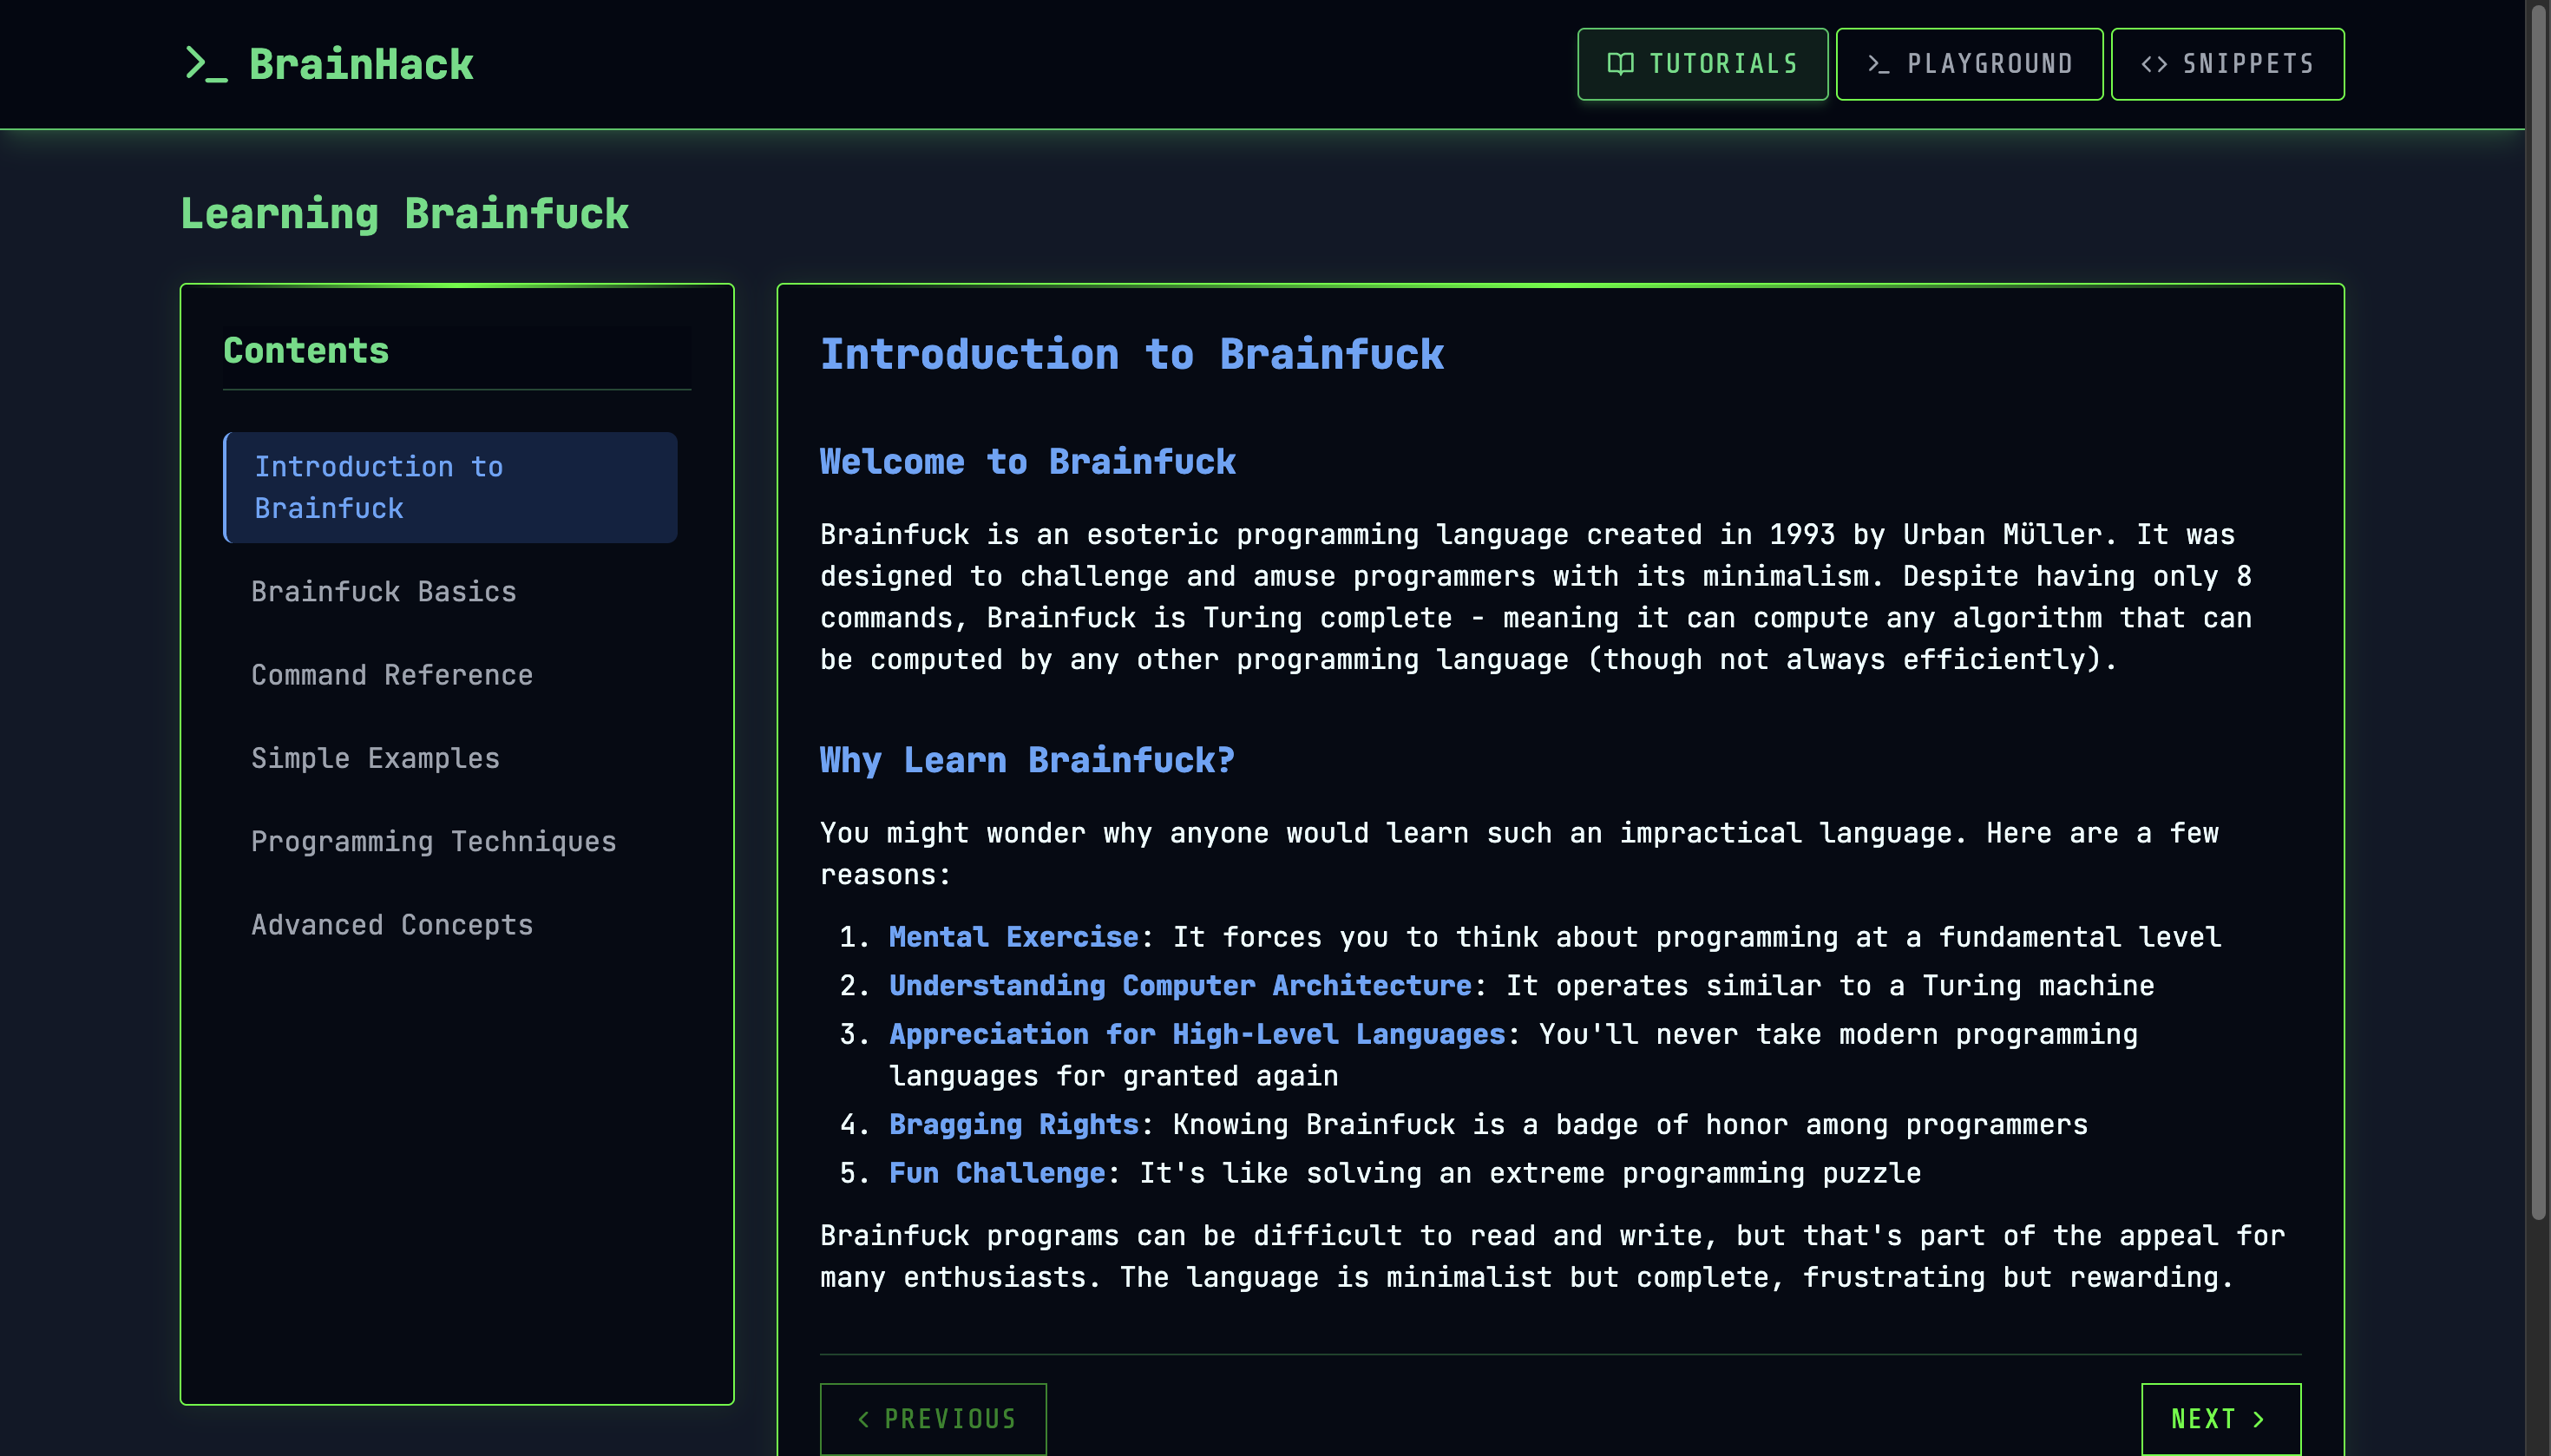 >_ BrainHack
TUTORIALS
>_ PLAYGROUND
<> SNIPPETS
Learning Brainfuck
Contents
Introduction to
Brainfuck
Brainfuck Basics
Command Reference
Simple Examples
Programming Techniques
Advanced Concepts
Introduction to Brainfuck
Welcome to Brainfuck
Brainfuck is an esoteric programming language created in 1993 by Urban Müller. It was
designed to challenge and amuse programmers with its minimalism. Despite having only 8
commands, Brainfuck is Turing complete - meaning it can compute any algorithm that can
be computed by any other programming language (though not always efficiently).
Why Learn Brainfuck?
You might wonder why anyone would learn such an impractical language. Here are a few
reasons:
1. Mental Exercise: It forces you to think about programming at a fundamental level
2. Understanding Computer Architecture: It operates similar to a Turing machine
3. Appreciation for High-Level Languages: You'll never take modern programming
languages for granted again
4. Bragging Rights: Knowing Brainfuck is a badge of honor among programmers
5. Fun Challenge: It's like solving an extreme programming puzzle
Brainfuck programs can be difficult to read and write, but that's part of the appeal for
many enthusiasts. The language is minimalist but complete, frustrating but rewarding.
< PREVIOUS
NEXT >